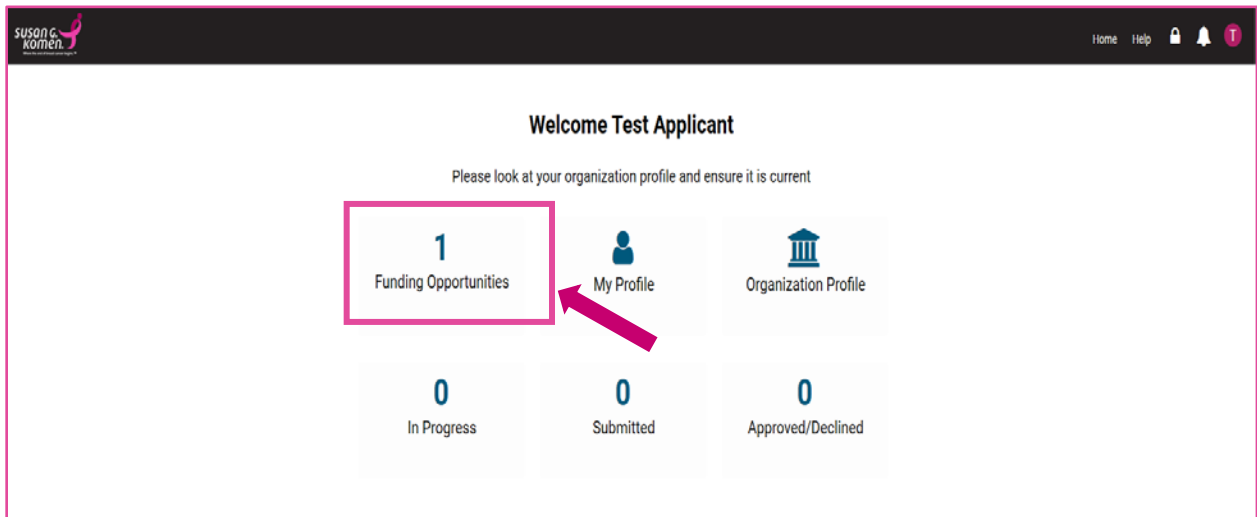 susan g.
komen.
Home Help T
Welcome Test Applicant
Please look at your organization profile and ensure it is current
1
Funding Opportunities
My Profile
Organization Profile
0
In Progress
0
Submitted
0
Approved/Declined